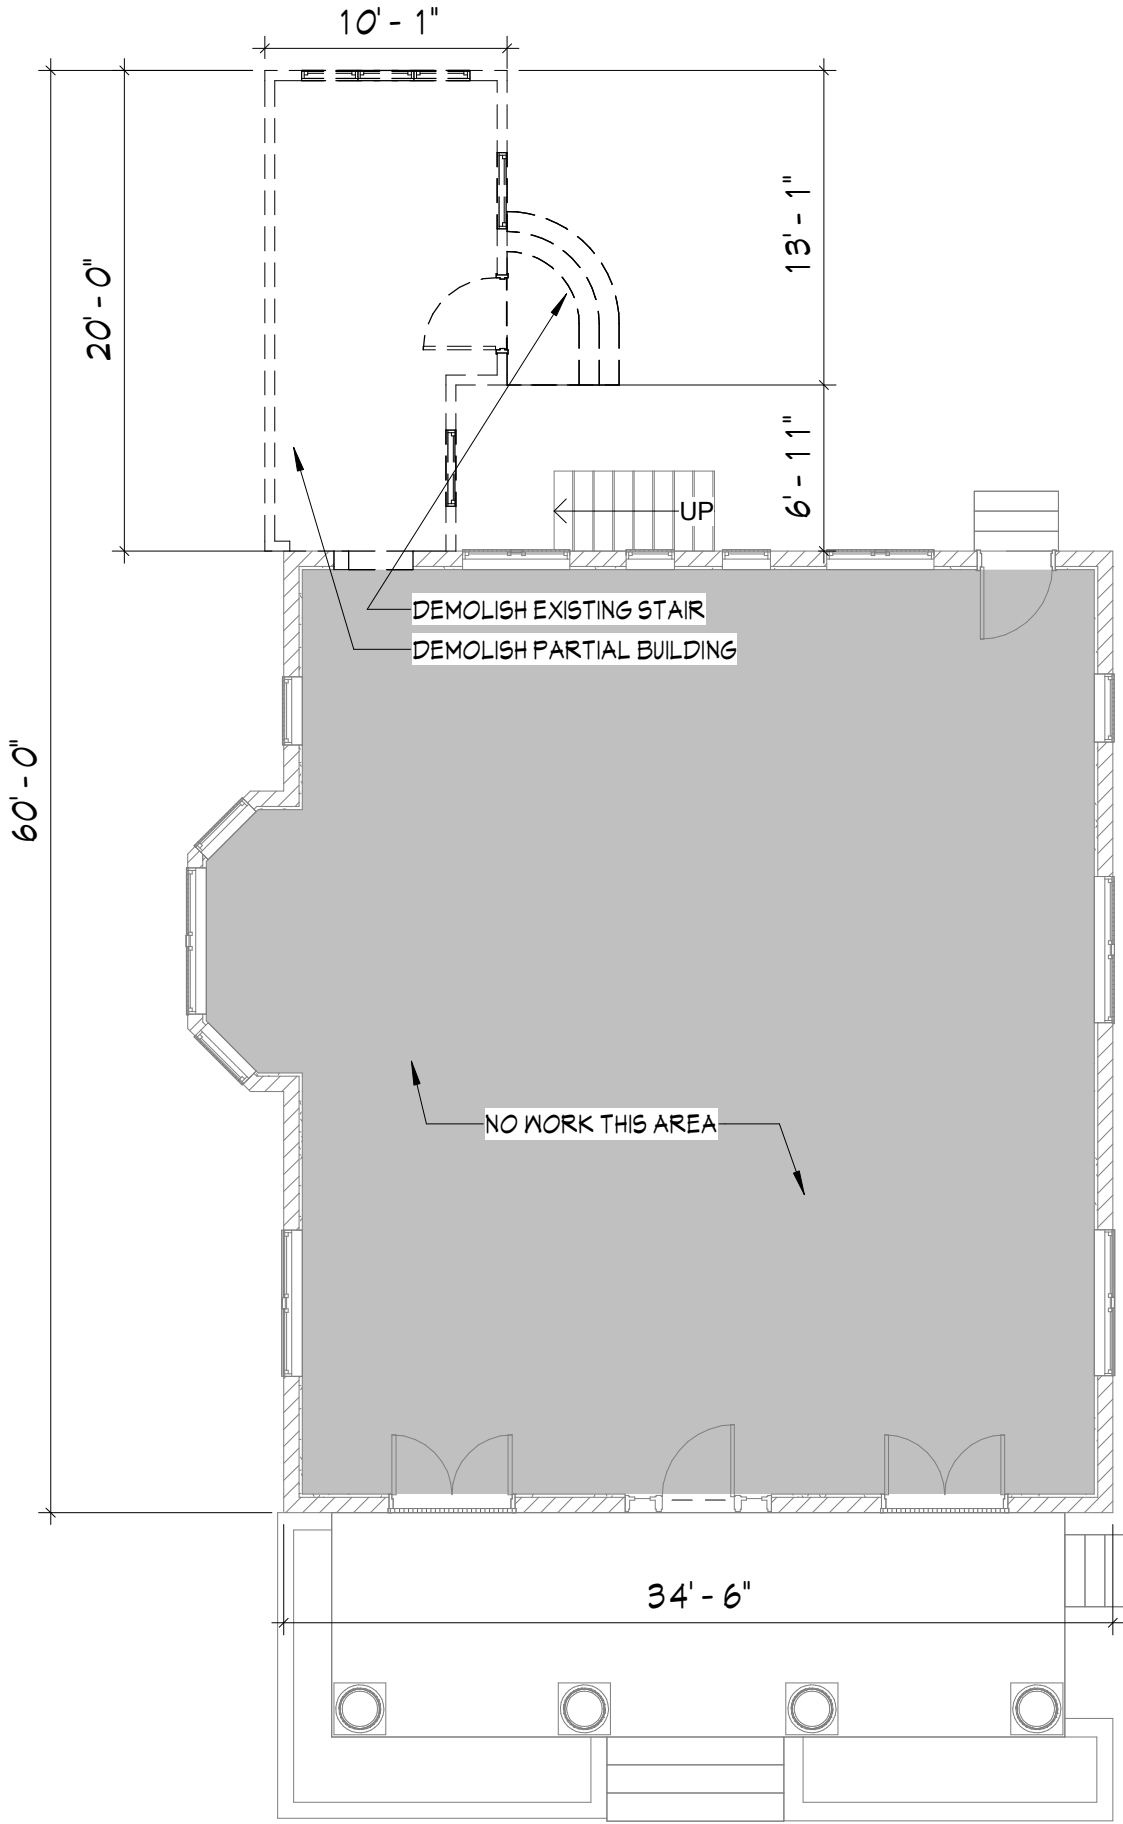 10' - 1"
20' - 0"
13' - 1"
6' - 11"
UP
DEMOLISH EXISTING STAIR
DEMOLISH PARTIAL BUILDING
60' - 0"
NO WORK THIS AREA
34' - 6"